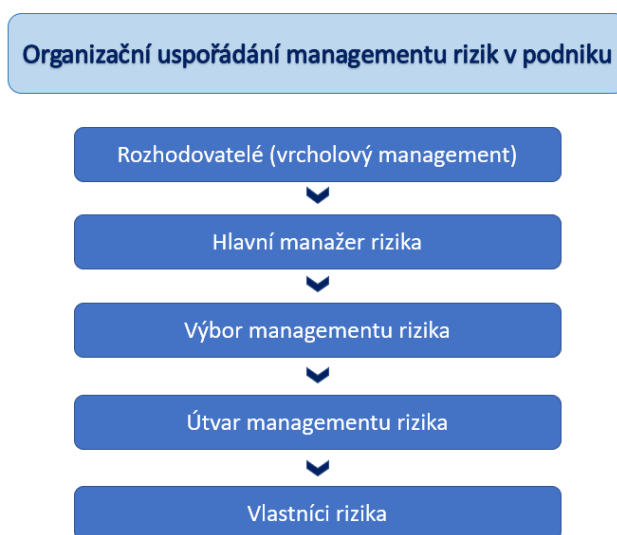 Organizační uspořádání managementu rizik v podniku
Rozhodovatelé (vrcholový management)
Hlavní manažer rizika
Výbor managementu rizika
Útvar managementu rizika
Vlastníci rizika